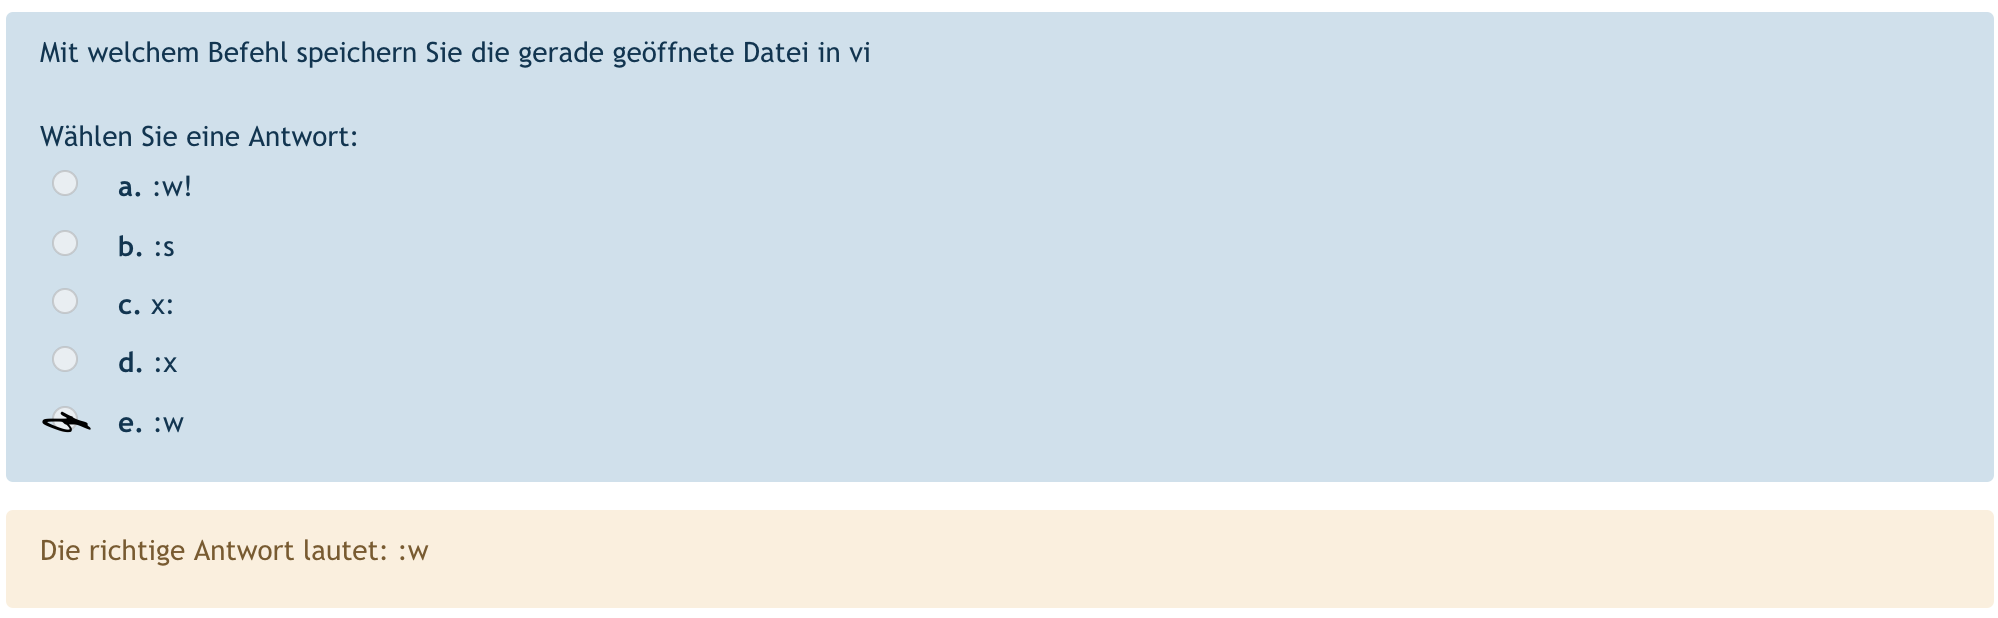 Mit welchem Befehl speichern Sie die gerade geöffnete Datei in vi
Wählen Sie eine Antwort:
a. :w!
b. :s
c. x:
d. :x
e. :w
Die richtige Antwort lautet: :w